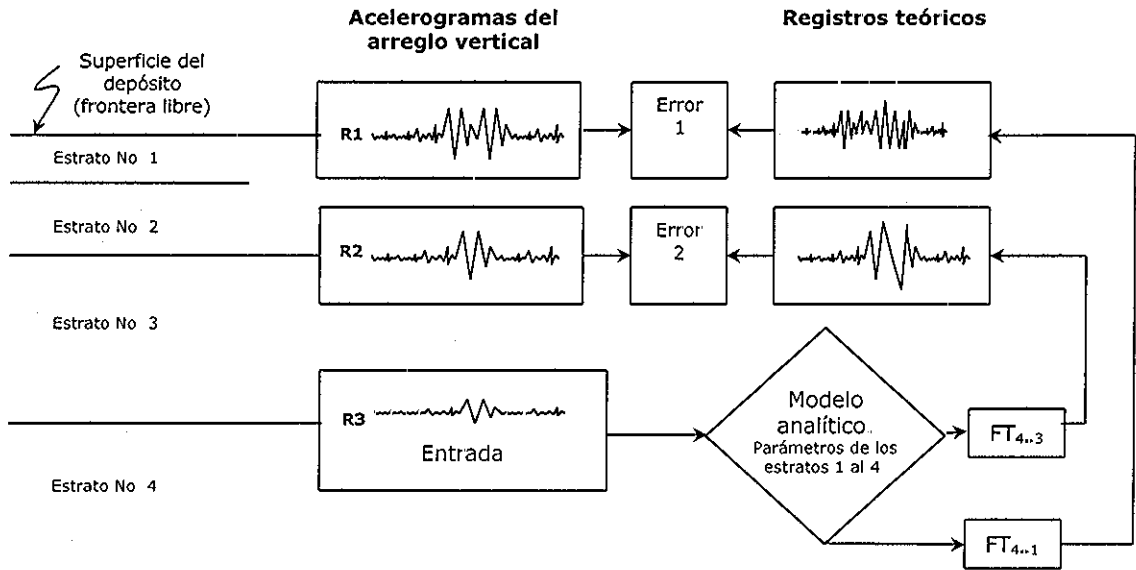 Acelerogramas del
arreglo vertical
Registros teóricos
Superficie del
depósito
(frontera libre)
R1
Error
1
Estrato No 1
Estrato No 2
R2
Error
2
Estrato No 3
R3
Entrada
Modelo
analítico
Parámetros de los
estratos 1 al 4
FT4..3
Estrato No 4
FT4..1